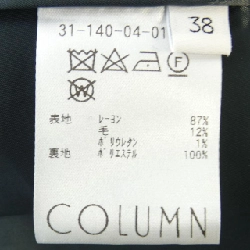 31-140-04-01
38
F
W
表地 レーヨン 87%
毛 12%
ポリウレタン 1%
裏地 ポリエステル 100%
COLUMN